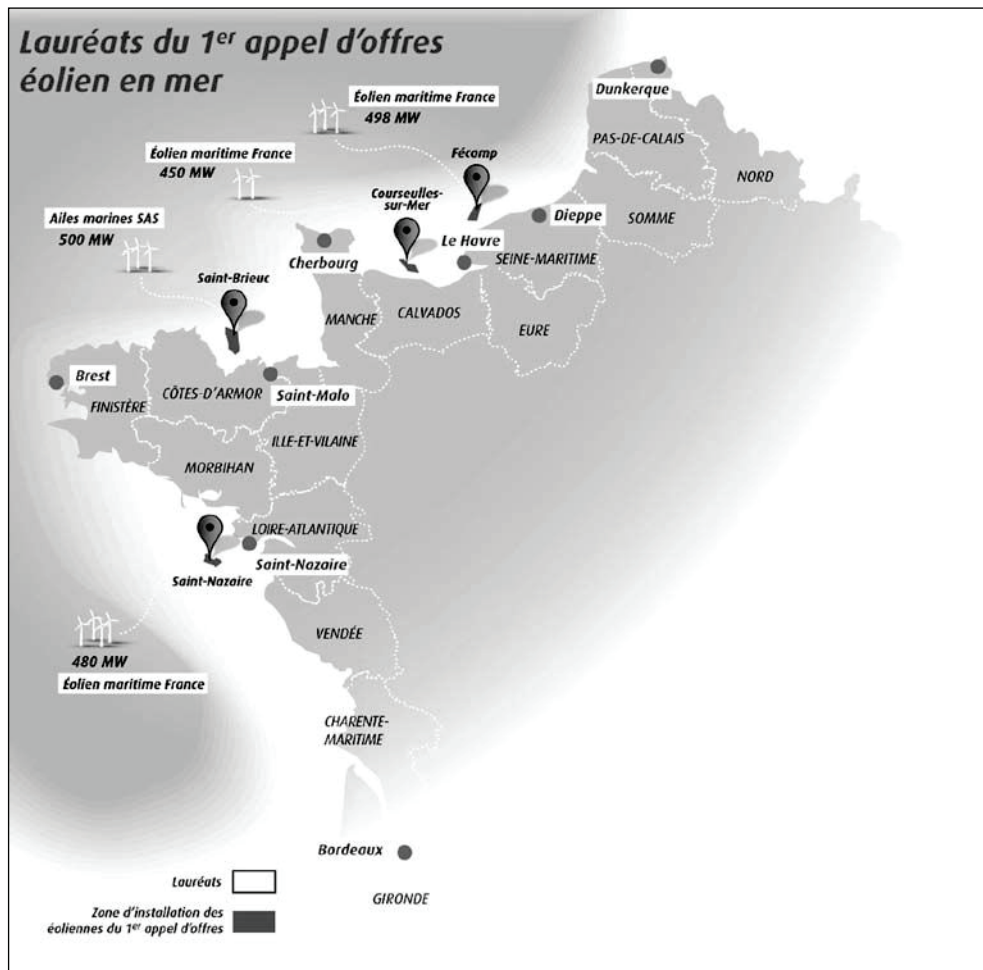 Lauréats du 1er appel d'offres
éolien en mer
Éolien maritime France
498 MW
Éolien maritime France
450 MW
Ailes marines SAS
500 MW
Dunkerque
PAS-DE-CALAIS
NORD
Fécamp
Courseulles-
sur-Mer
Dieppe
SOMME
Le Havre
SEINE-MARITIME
Cherbourg
Saint-Brieuc
MANCHE
CALVADOS
EURE
Brest
FINISTÈRE
CÔTES-D'ARMOR
Saint-Malo
ILLE-ET-VILAINE
MORBIHAN
LOIRE-ATLANTIQUE
Saint-Nazaire
Saint-Nazaire
VENDÉE
480 MW
Éolien maritime France
CHARENTE-
MARITIME
Bordeaux
GIRONDE
Lauréats
Zone d'installation des
éoliennes du 1er appel d'offres